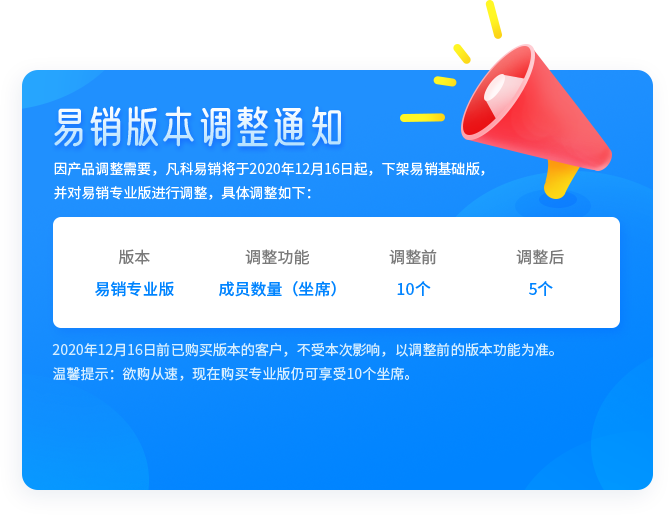 易销版本调整通知
因产品调整需要，凡科易销将于2020年12月16日起，下架易销基础版，
并对易销专业版进行调整，具体调整如下：
版本 调整功能 调整前 调整后
易销专业版 成员数量（坐席） 10个 5个
2020年12月16日前已购买版本的客户，不受本次影响，以调整前的版本功能为准。
温馨提示：欲购从速，现在购买专业版仍可享受10个坐席。